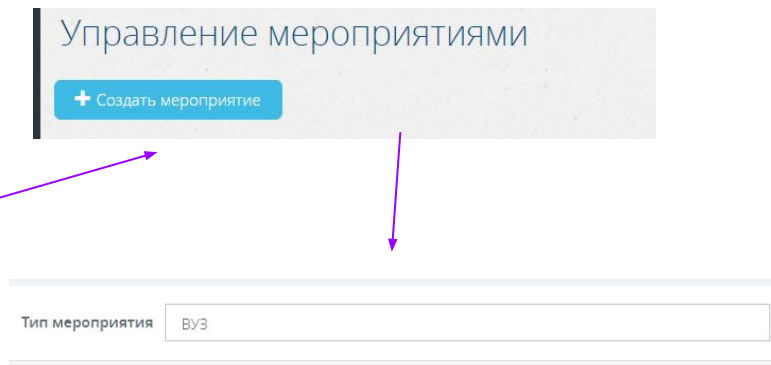 Управление мероприятиями
Создать мероприятие
Тип мероприятия ВУЗ